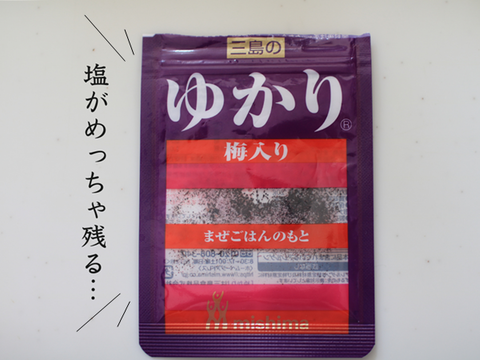 塩がめっちゃ残る…
三島の
ゆかり®
梅入り
まぜごはんのもと
mishima